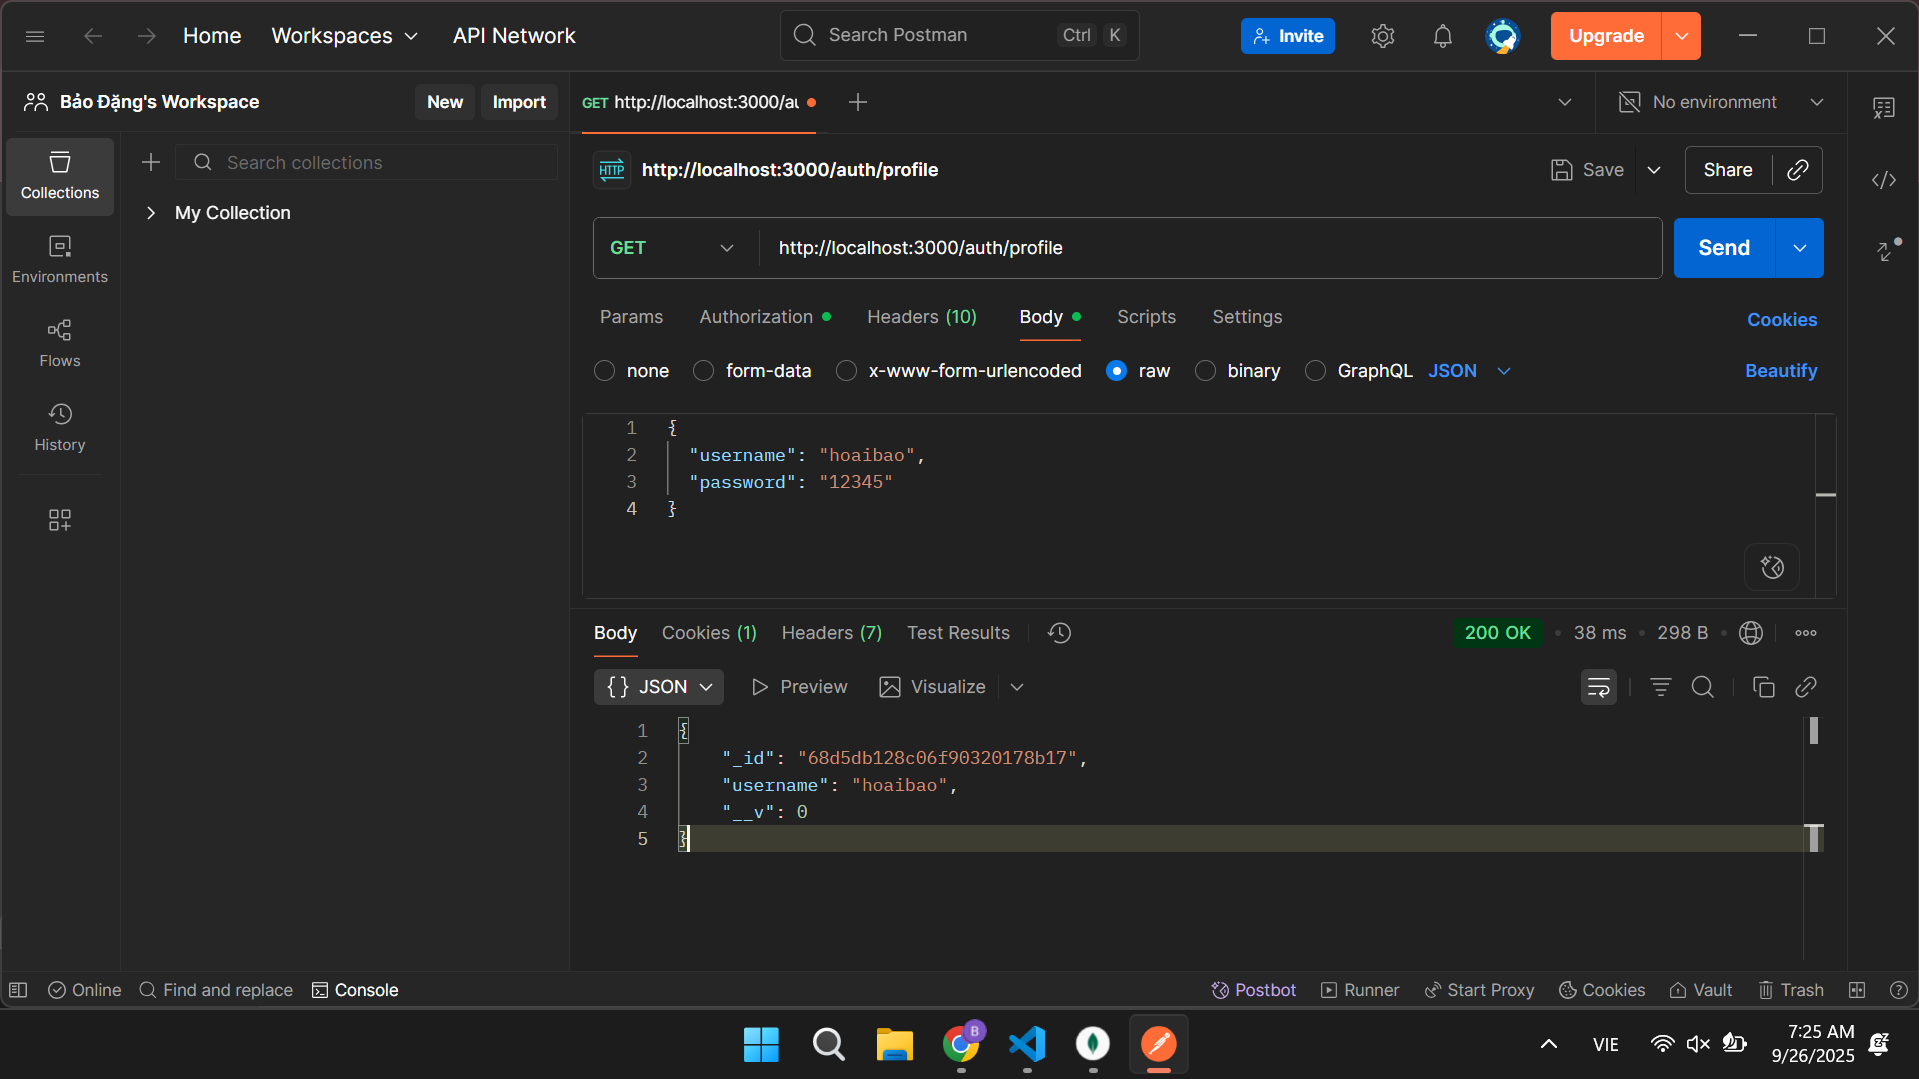 Home
Workspaces
API Network
Search Postman
Ctrl K
Invite
Upgrade
Bảo Đặng's Workspace
New
Import
GET http://localhost:3000/au
No environment
Collections
Environments
Flows
History
Search collections
My Collection
HTTP
http://localhost:3000/auth/profile
Save
Share
GET
http://localhost:3000/auth/profile
Send
Params
Authorization
Headers (10)
Body
Scripts
Settings
Cookies
none
form-data
x-www-form-urlencoded
raw
binary
GraphQL
JSON
Beautify
1 {
2 "username": "hoaibao",
3 "password": "12345"
4 }
Body
Cookies (1)
Headers (7)
Test Results
200 OK
38 ms
298 B
{} JSON
Preview
Visualize
1 {
2 "_id": "68d5db128c06f90320178b17",
3 "username": "hoaibao",
4 "__v": 0
5 }
Online
Find and replace
Console
Postbot
Runner
Start Proxy
Cookies
Vault
Trash
B
VIE
7:25 AM
9/26/2025